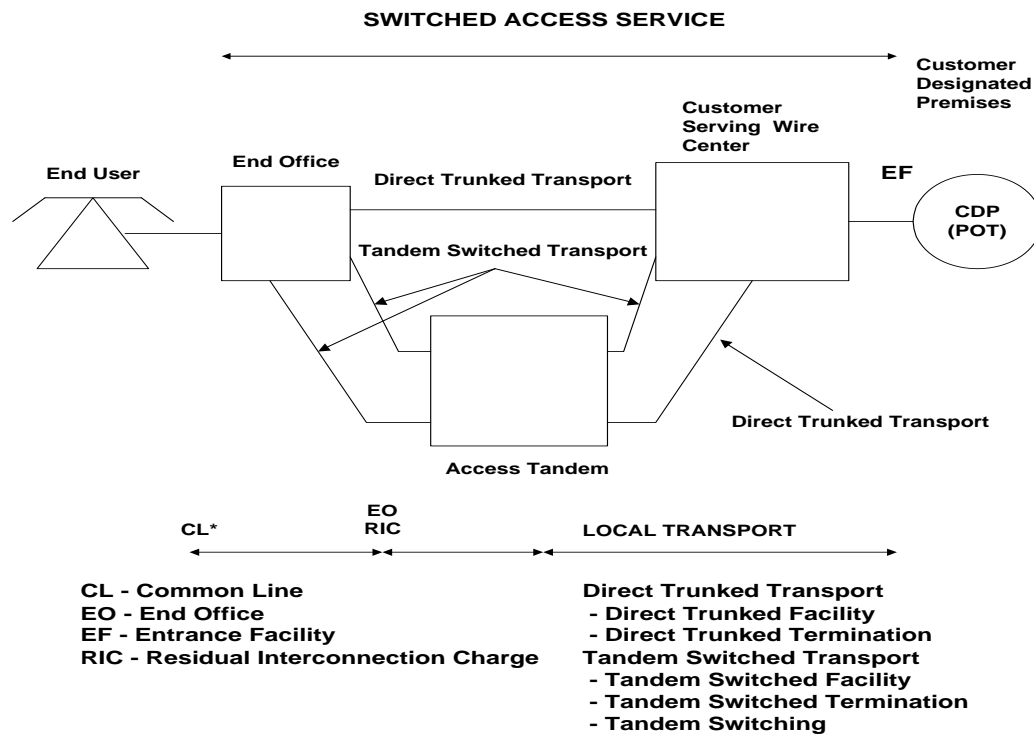 SWITCHED ACCESS SERVICE
Customer
Designated
Premises
Customer
Serving Wire
Center
End User
End Office
Direct Trunked Transport
EF
CDP
(POT)
Tandem Switched Transport
Direct Trunked Transport
Access Tandem
CL*
EO
RIC
LOCAL TRANSPORT
CL - Common Line
EO - End Office
EF - Entrance Facility
RIC - Residual Interconnection Charge
Direct Trunked Transport
- Direct Trunked Facility
- Direct Trunked Termination
Tandem Switched Transport
- Tandem Switched Facility
- Tandem Switched Termination
- Tandem Switching